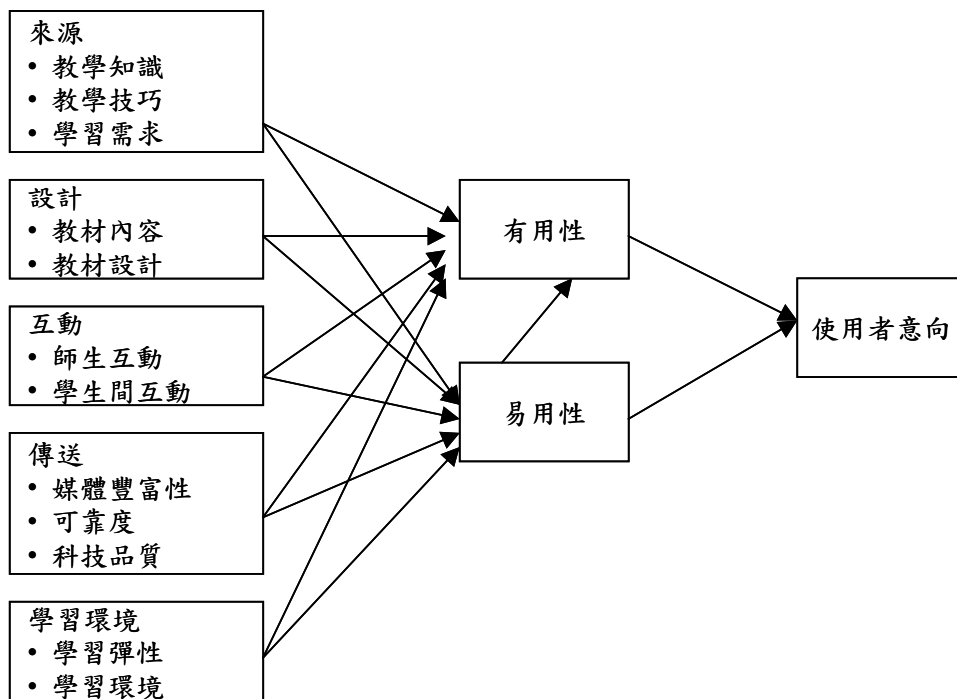 來源
• 教學知識
• 教學技巧
• 學習需求
設計
• 教材內容
• 教材設計
互動
• 師生互動
• 學生間互動
傳送
• 媒體豐富性
• 可靠度
• 科技品質
學習環境
• 學習彈性
• 學習環境
有用性
易用性
使用者意向